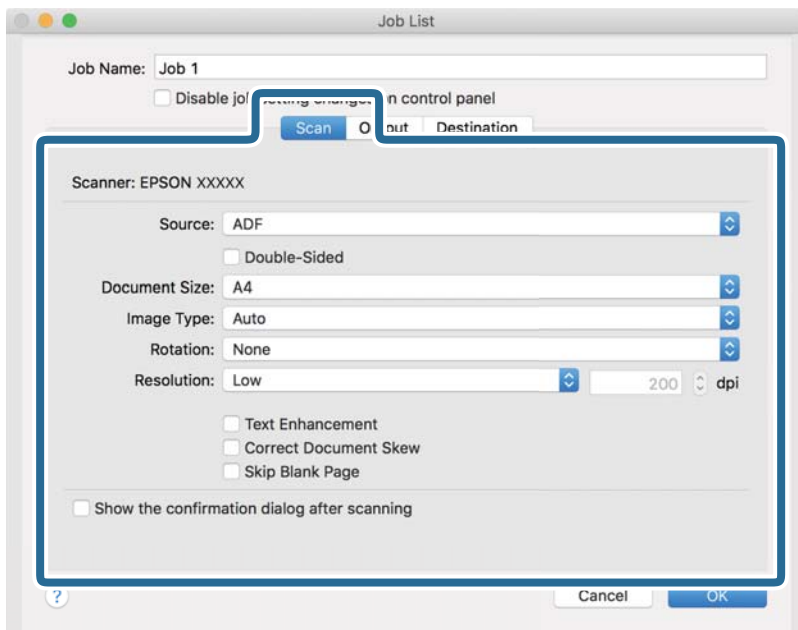 Job List
Job Name: Job 1
Disable on control panel
Scan Destination
Scanner: EPSON XXXXX
Source: ADF
Double-Sided
Document Size: A4
Image Type: Auto
Rotation: None
Resolution: Low 200 dpi
Text Enhancement
Correct Document Skew
Skip Blank Page
Show the confirmation dialog after scanning
? Cancel OK